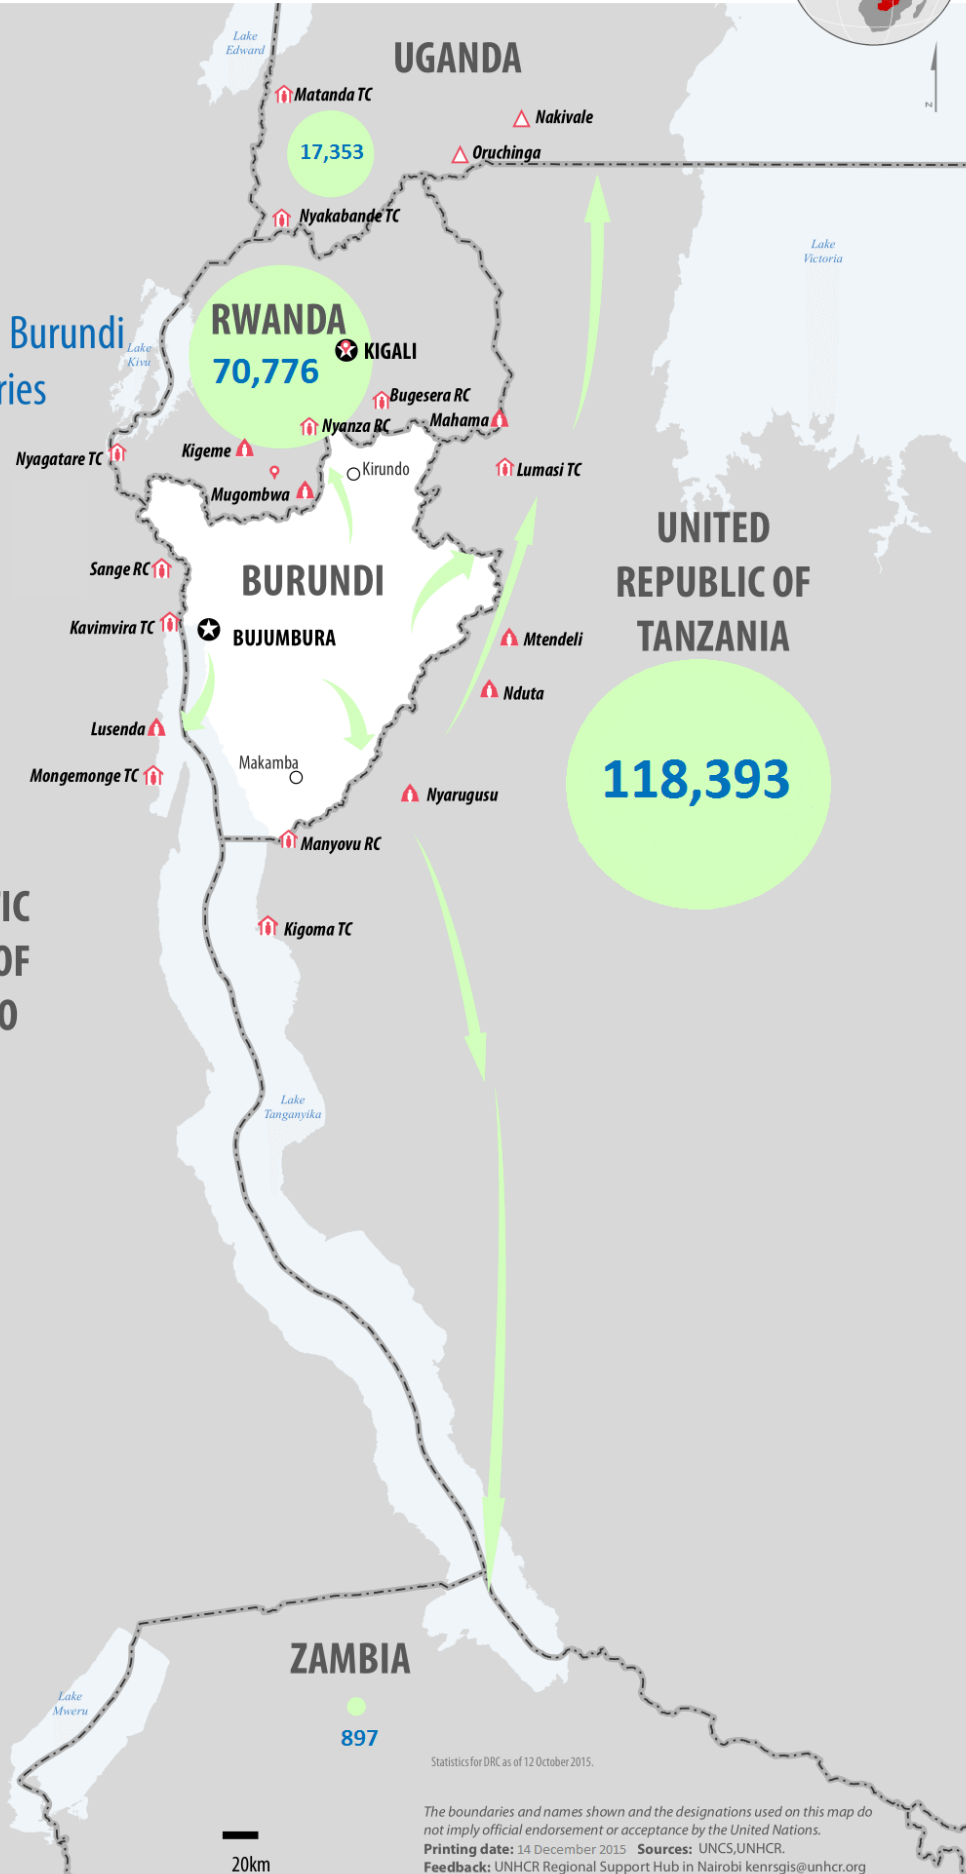 Lake
Edward
UGANDA
Matanda TC
Nakivale
17,353
Oruchinga
N
Nyakabande TC
Lake
Victoria
RWANDA
Burundi
Lake
Kivu
KIGALI
70,776
ries
Bugesera RC
Mahama
Nyanza RC
Kigeme
Nyagatare TC
Kirundo
Lumasi TC
Mugombwa
UNITED
REPUBLIC OF
TANZANIA
Sange RC
BURUNDI
Kavimvira TC
BUJUMBURA
Mtendeli
Nduta
Lusenda
Makamba
Mongemonge TC
118,393
Nyarugusu
Manyovu RC
TIC
OF
O
Kigoma TC
Lake
Tanganyika
ZAMBIA
Lake
Mweru
897
Statistics for DRC as of 12 October 2015.
The boundaries and names shown and the designations used on this map do
not imply official endorsement or acceptance by the United Nations.
Printing date: 14 December 2015 Sources: UNCS,UNHCR.
Feedback: UNHCR Regional Support Hub in Nairobi kenrsgis@unhcr.org
20km